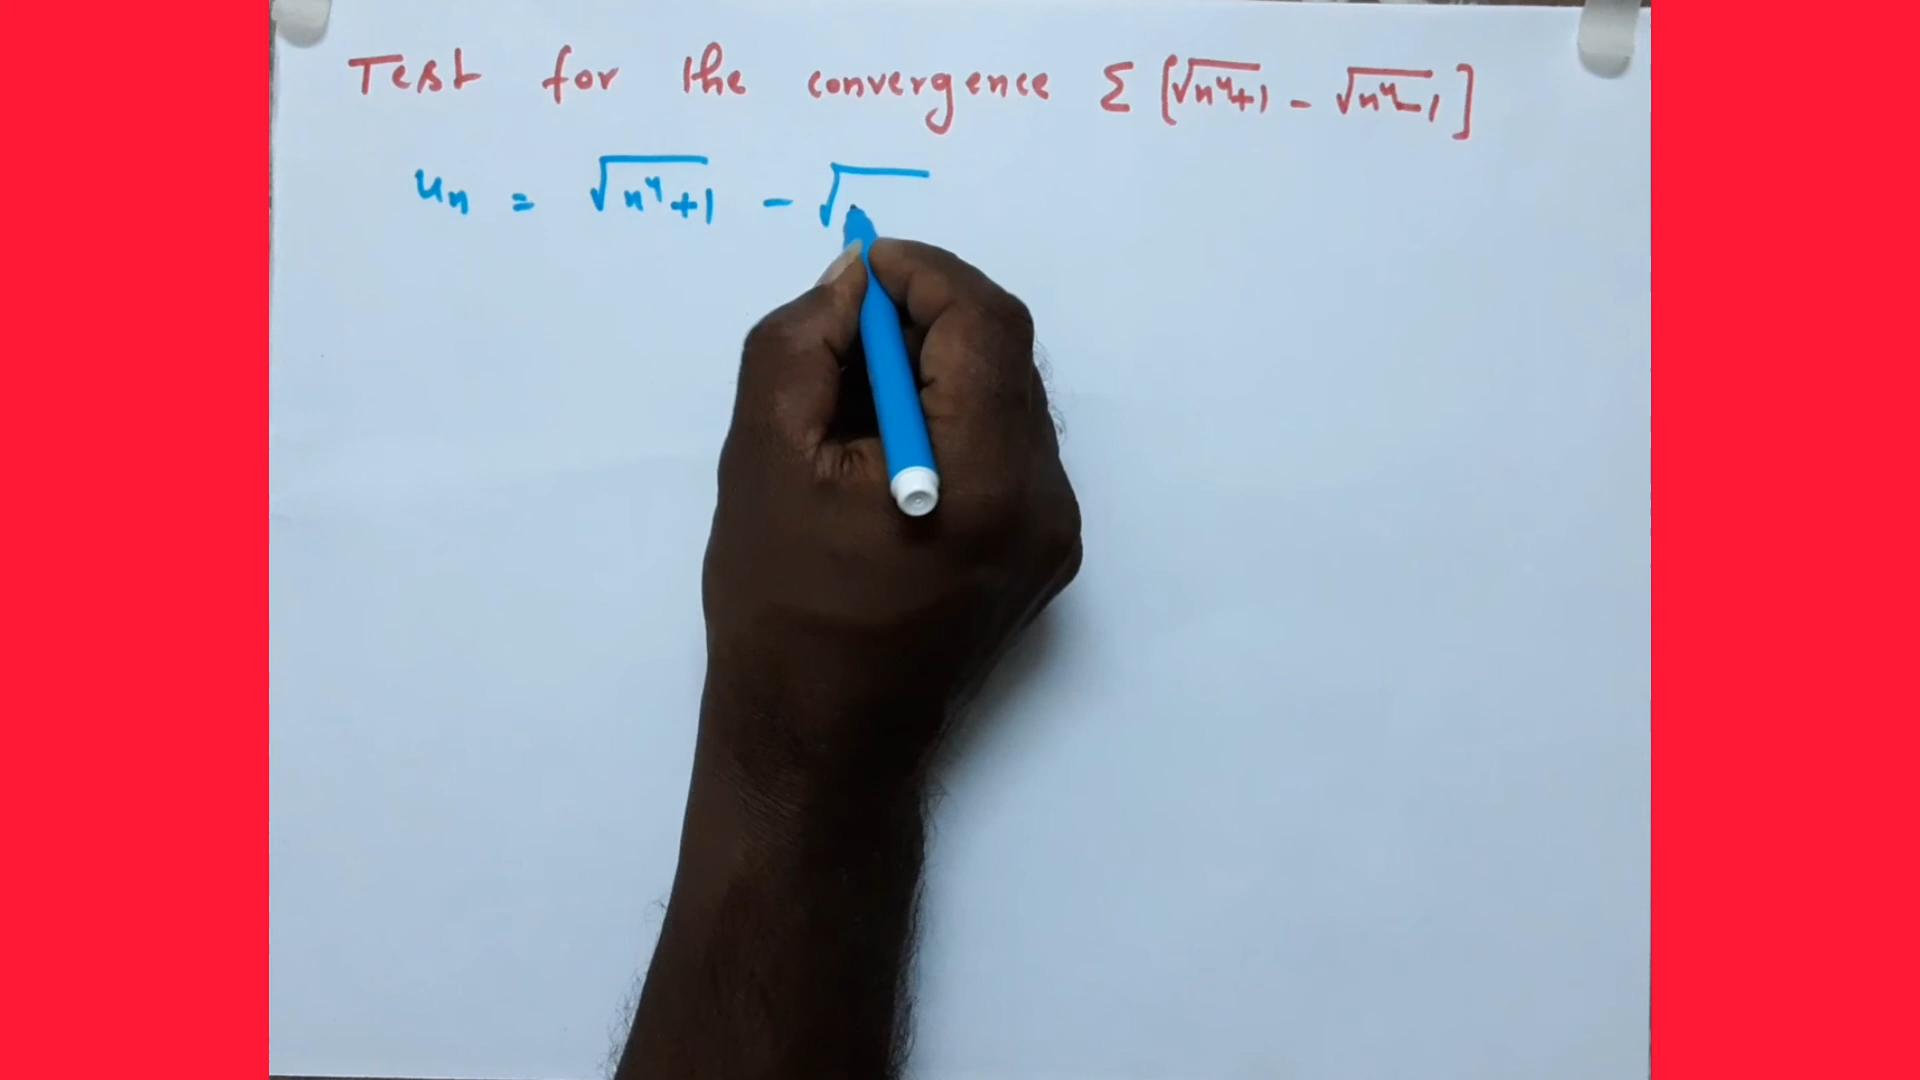 Test for the convergence Σ [√n⁴+1 - √n⁴-1]
uₙ = √n⁴+1 - √